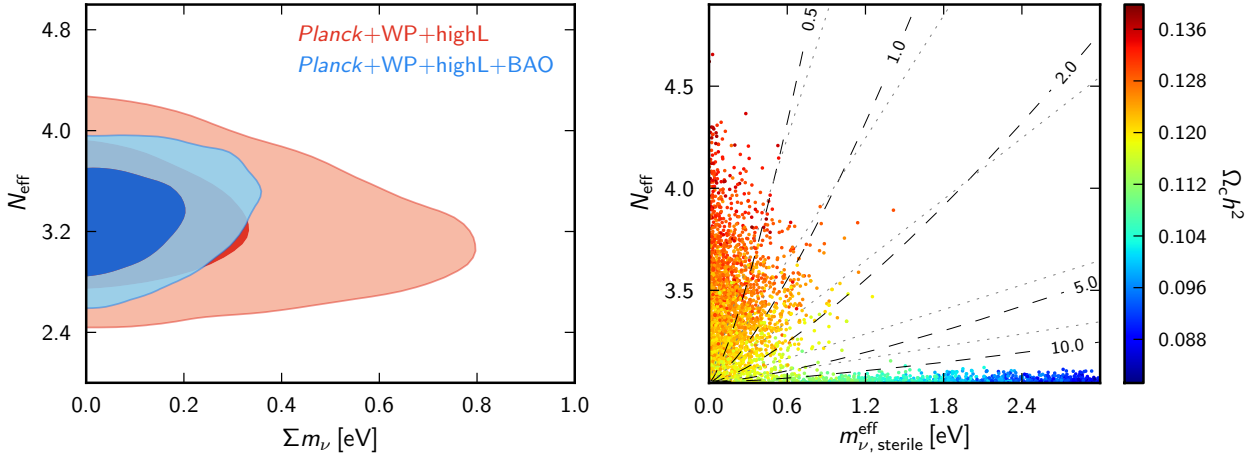 Planck+WP+highL
Planck+WP+highL+BAO
4.8
4.0
3.2
2.4
N_eff
0.0 0.2 0.4 0.6 0.8 1.0
Σm_ν [eV]
0.5
1.0
2.0
5.0
10.0
4.5
4.0
3.5
N_eff
0.0 0.6 1.2 1.8 2.4
m^eff_ν, sterile [eV]
0.136
0.128
0.120
0.112
0.104
0.096
0.088
Ω_c h²